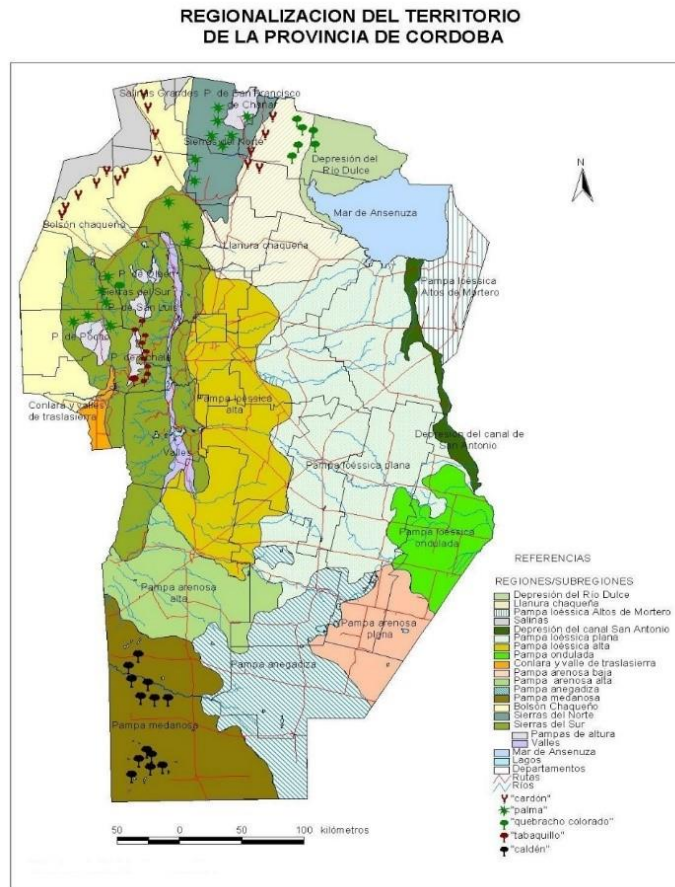 REGIONALIZACION DEL TERRITORIO
DE LA PROVINCIA DE CORDOBA
Salinas Grandes
P. de San Francisco
de Chañar
Sierras del Norte
Depresión del
Río Dulce
N
Mar de Ansenuza
Bolsón chaqueño
Llanura chaqueña
Pampa loéssica
Altos de Mortero
P. de Olaen
Sierras del Sur
P. de San Luis
P. de Pocho
P. de Achala
Conlara y valles
de traslasierra
Pampa loéssica
alta
Depresión del canal de
San Antonio
Valles
Pampa loéssica plana
Pampa loéssica
ondulada
Pampa arenosa
alta
Pampa arenosa
plana
Pampa anegadiza
Pampa medanosa
REFERENCIAS
REGIONES/SUBREGIONES
Depresión del Río Dulce
Llanura chaqueña
Pampa loéssica Altos de Mortero
Salinas
Depresión del canal San Antonio
Pampa loéssica plana
Pampa loéssica alta
Pampa ondulada
Conlara y valle de traslasierra
Pampa arenosa baja
Pampa arenosa alta
Pampa anegadiza
Pampa medanosa
Bolsón Chaqueño
Sierras del Norte
Sierras del Sur
Pampas de altura
Valles
Mar de Ansenuza
Lagos
Departamentos
Rutas
Ríos
"cardón"
"palma"
"quebracho colorado"
"tabaquillo"
"caldén"
50 0 50 100 kilómetros